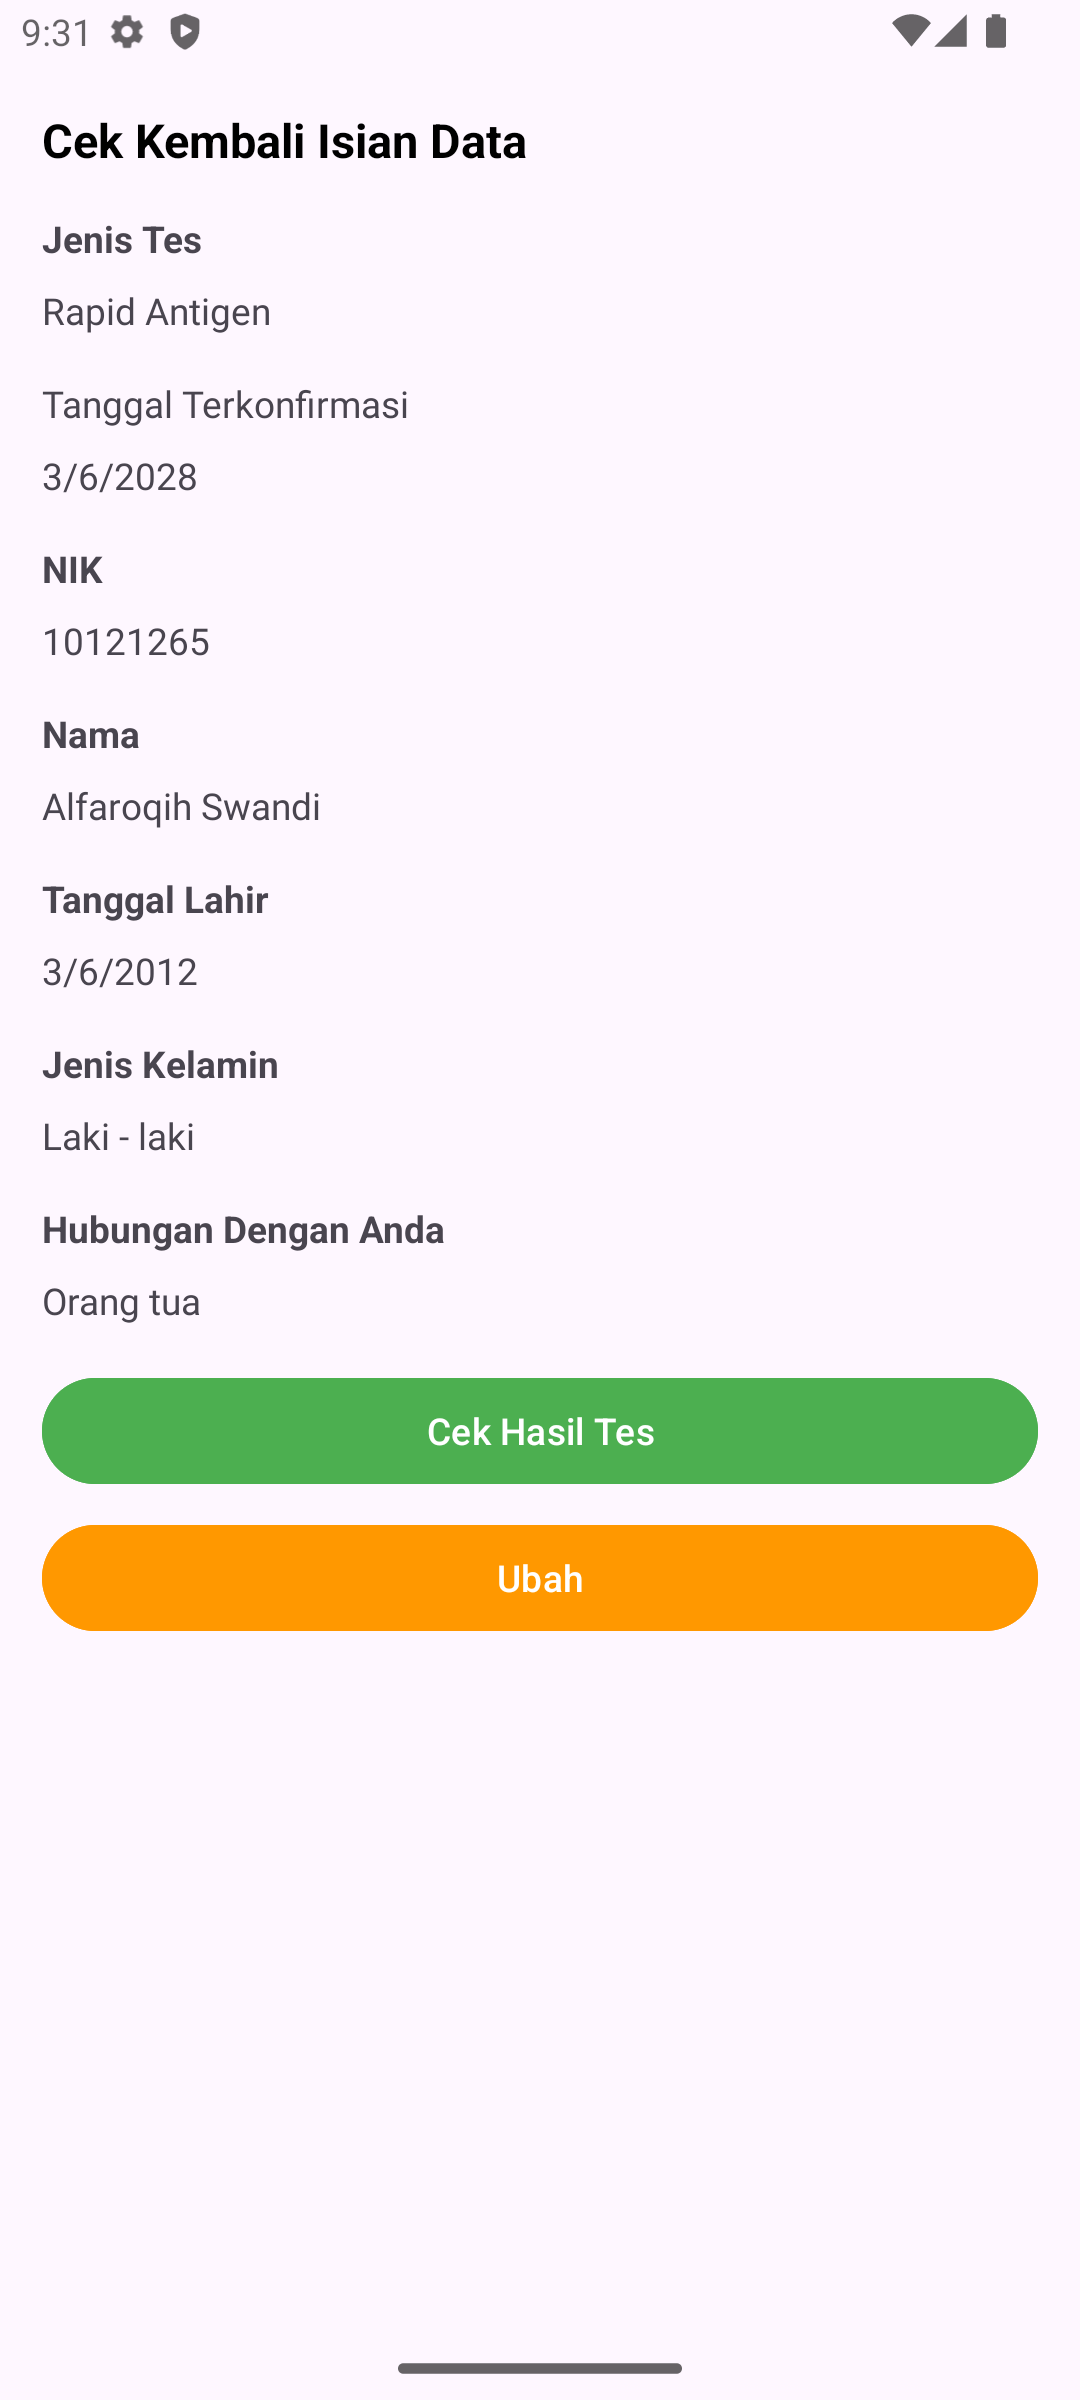 9:31
Cek Kembali Isian Data
Jenis Tes
Rapid Antigen
Tanggal Terkonfirmasi
3/6/2028
NIK
10121265
Nama
Alfaroqih Swandi
Tanggal Lahir
3/6/2012
Jenis Kelamin
Laki - laki
Hubungan Dengan Anda
Orang tua
Cek Hasil Tes
Ubah